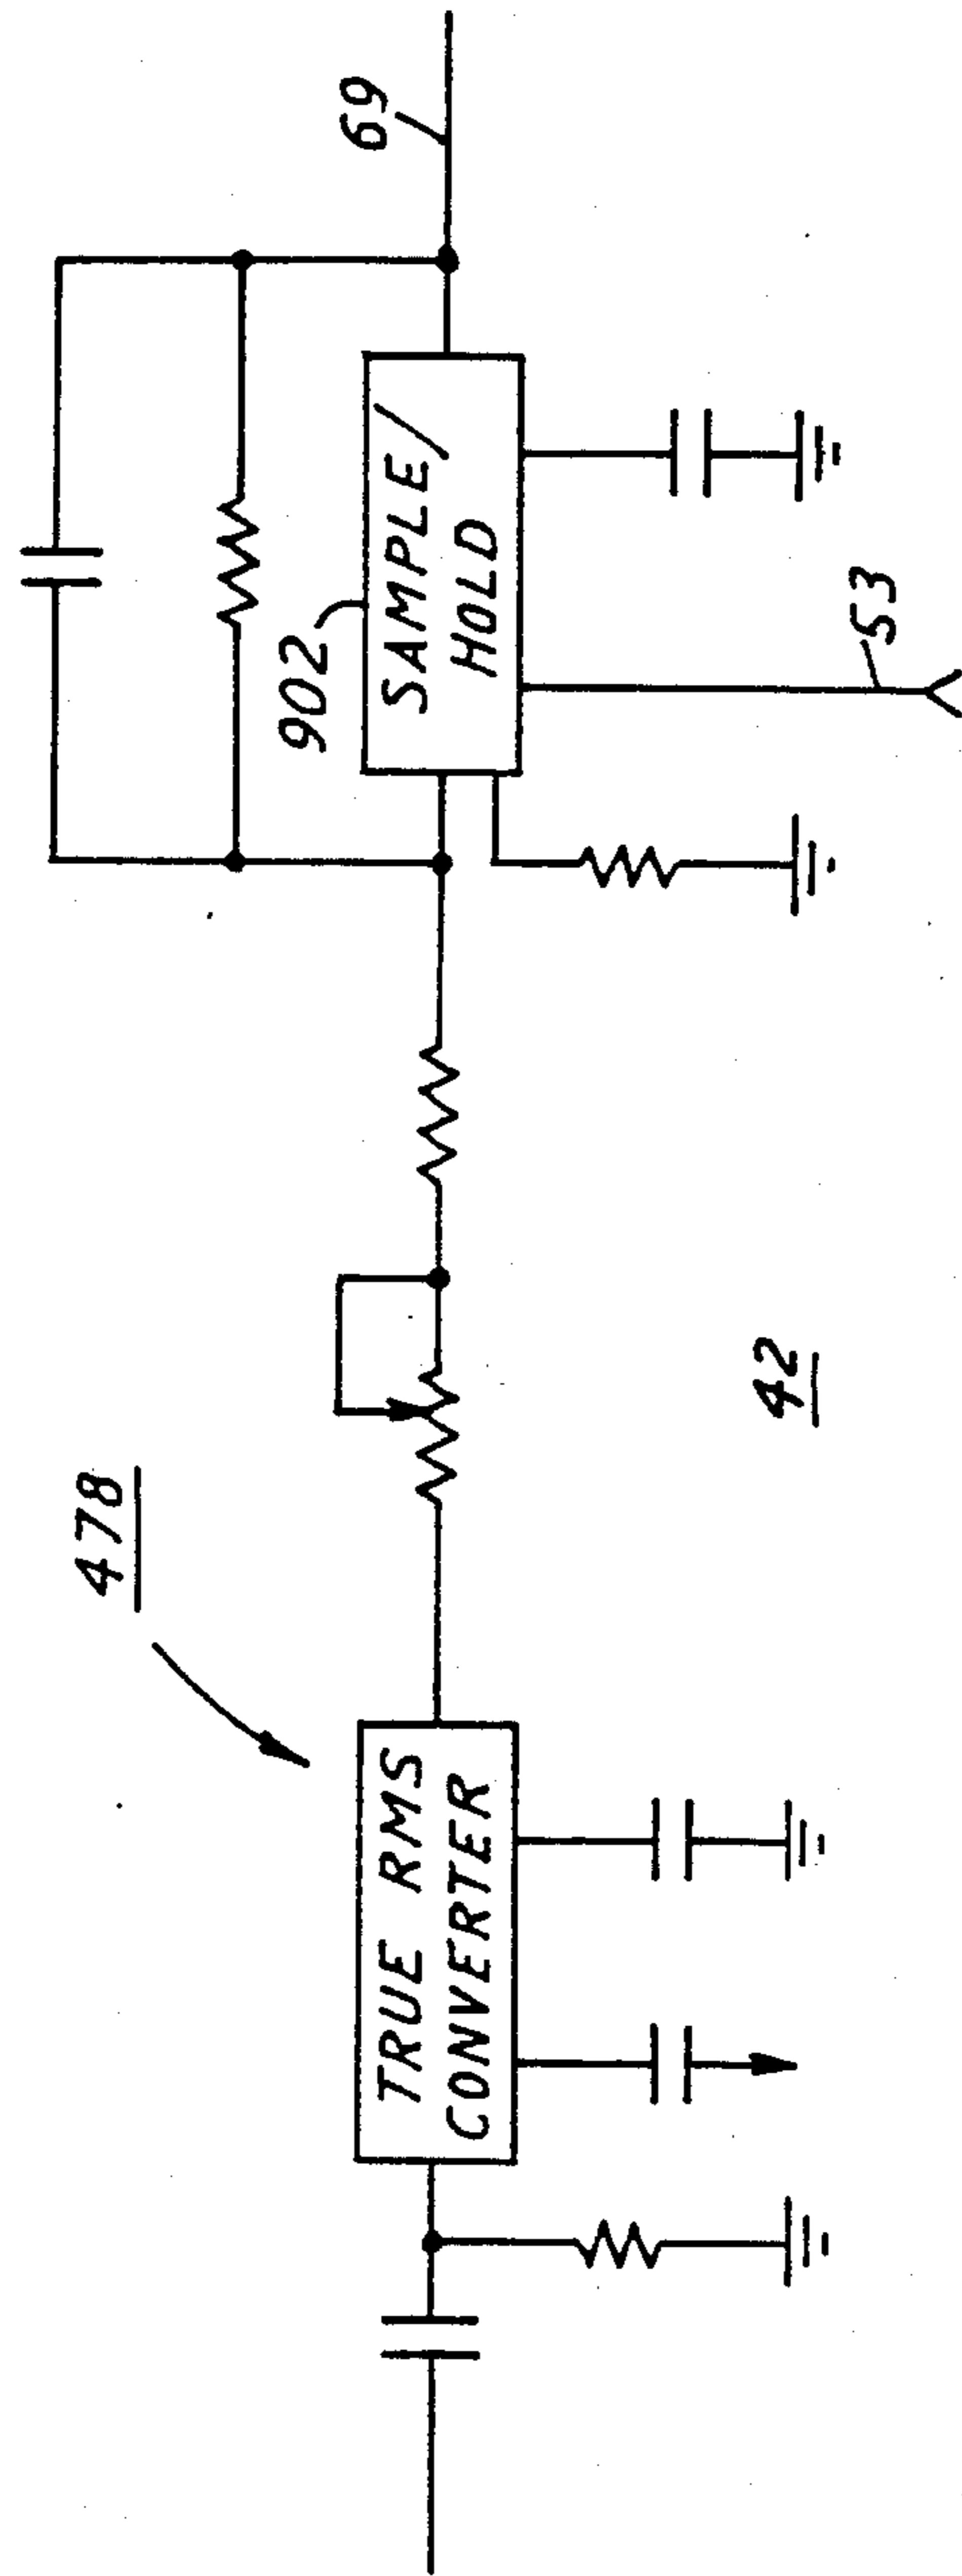 478
TRUE RMS
CONVERTER
42
902
SAMPLE/
HOLD
53
69